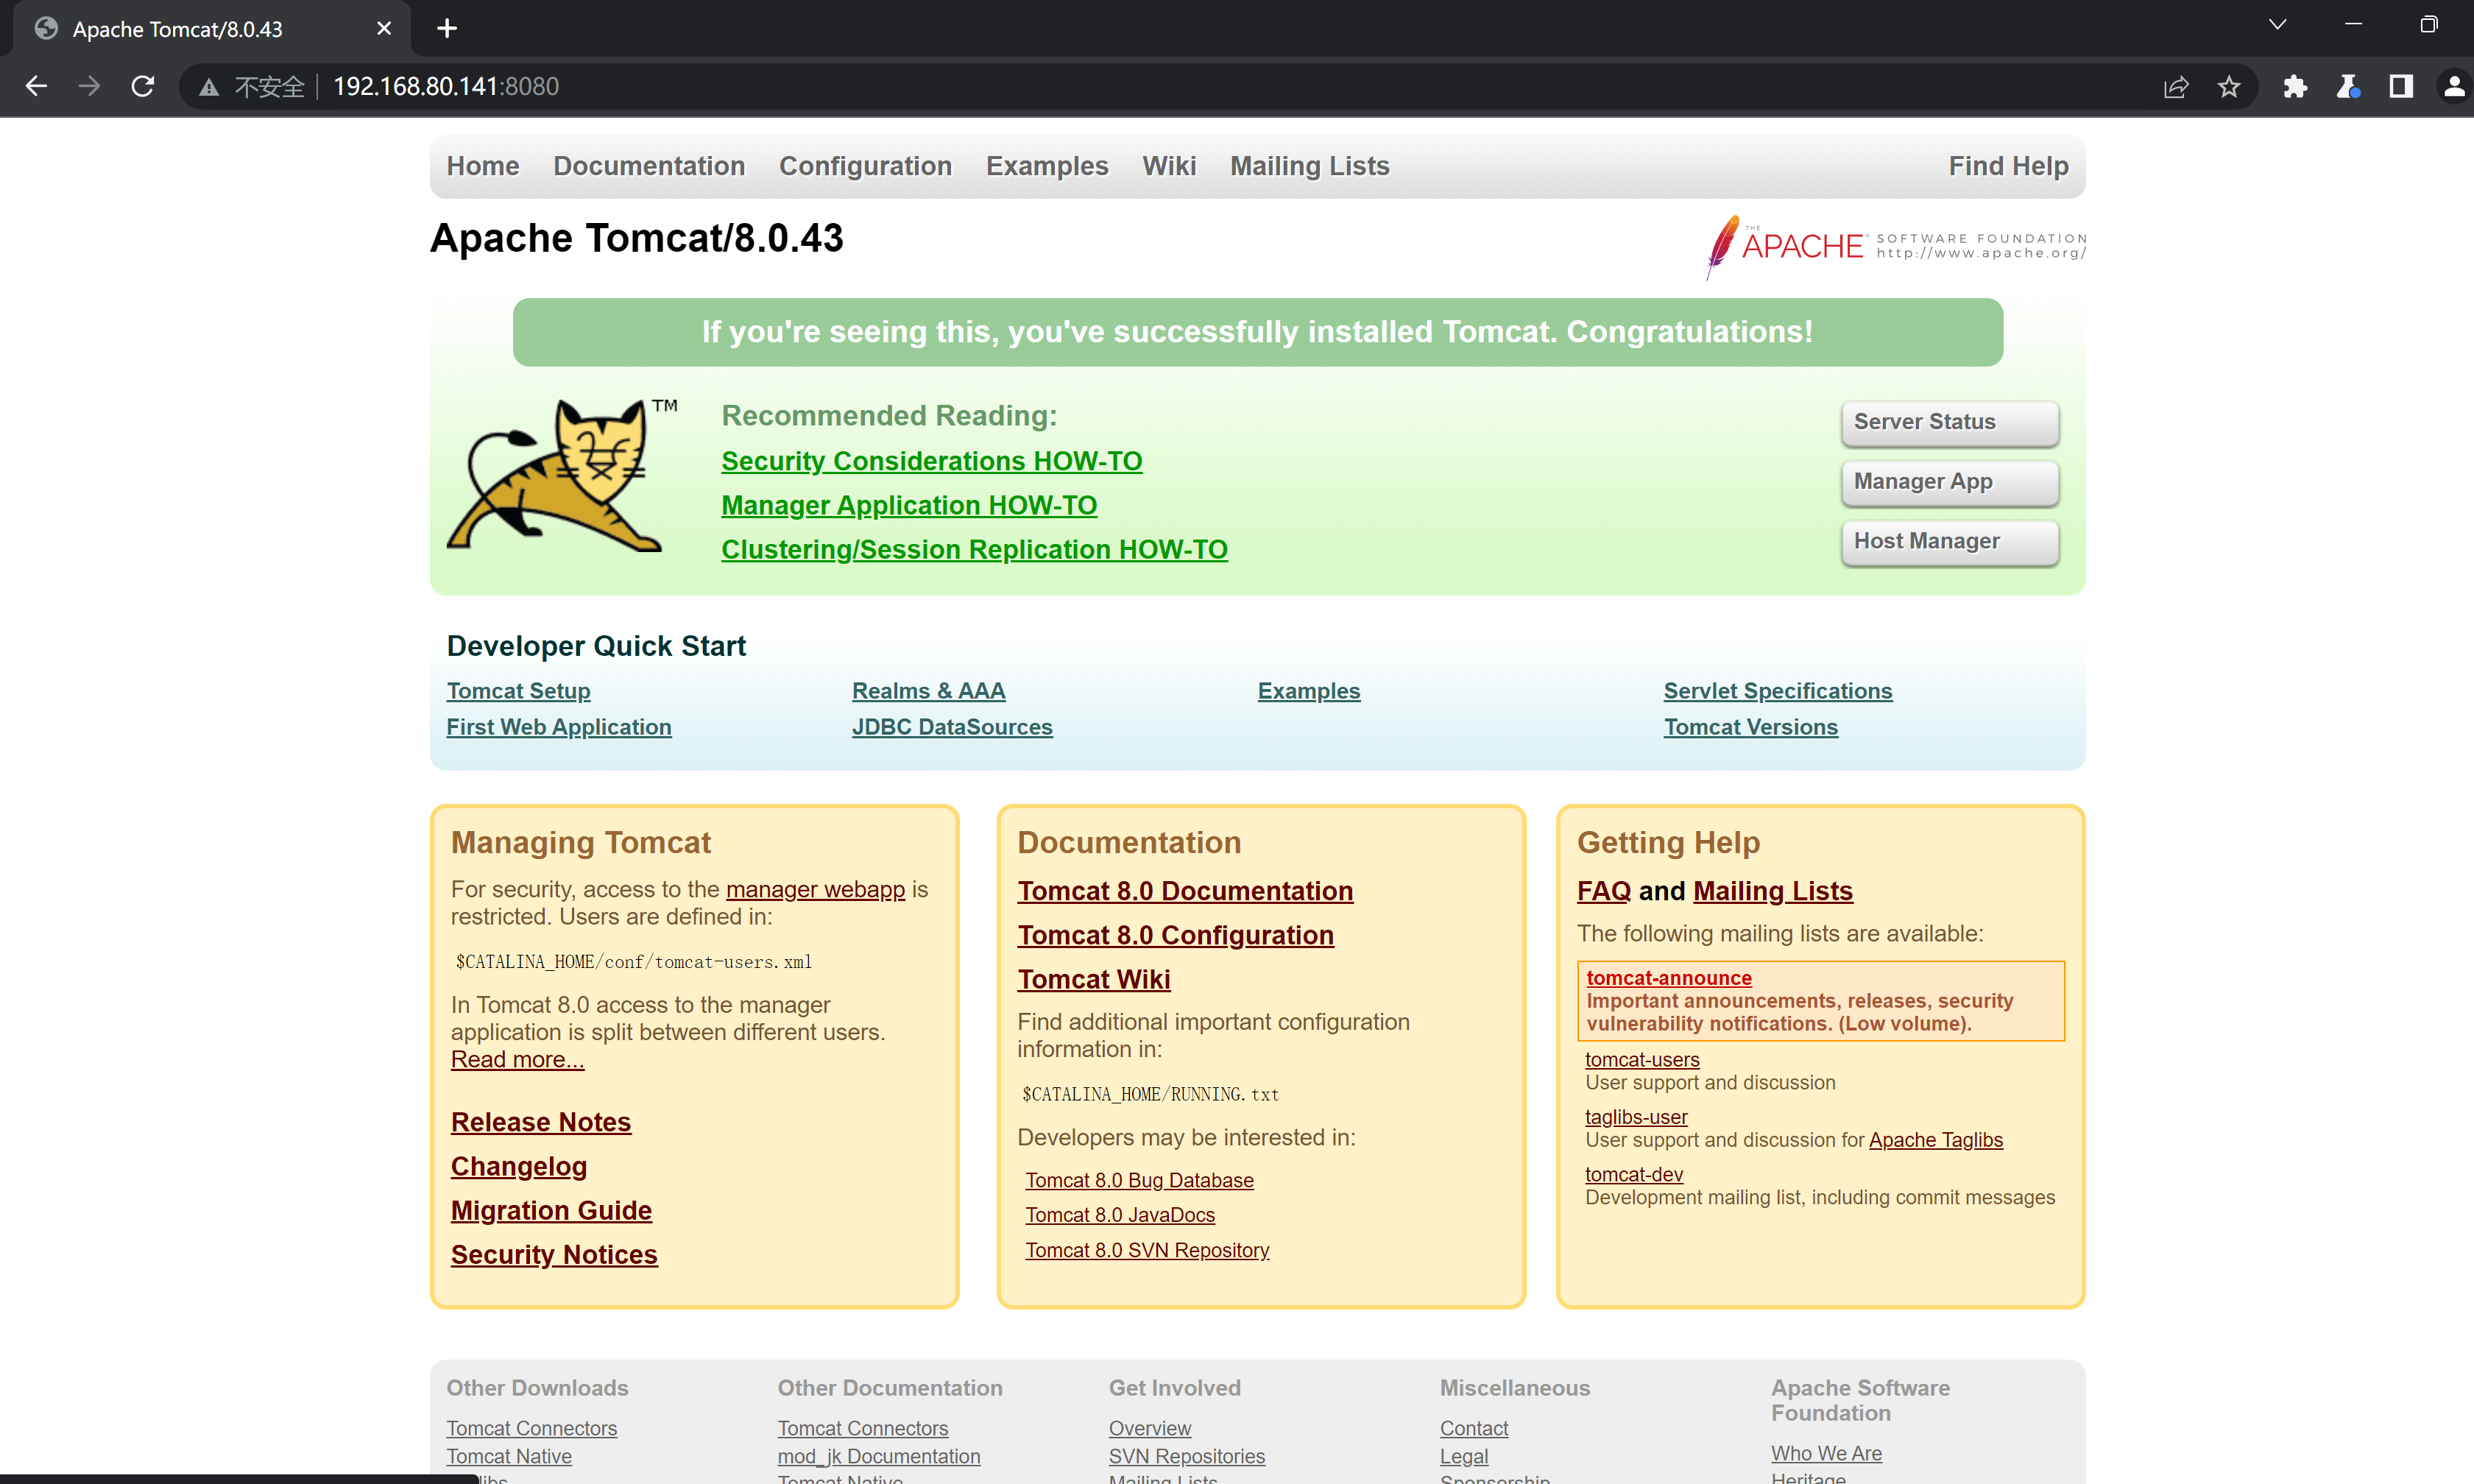 Apache Tomcat/8.0.43
不安全 192.168.80.141:8080
Home Documentation Configuration Examples Wiki Mailing Lists Find Help
Apache Tomcat/8.0.43
THE APACHE® SOFTWARE FOUNDATION
http://www.apache.org/
If you're seeing this, you've successfully installed Tomcat. Congratulations!
TM
Recommended Reading:
Security Considerations HOW-TO
Manager Application HOW-TO
Clustering/Session Replication HOW-TO
Server Status
Manager App
Host Manager
Developer Quick Start
Tomcat Setup
First Web Application
Realms & AAA
JDBC DataSources
Examples
Servlet Specifications
Tomcat Versions
Managing Tomcat
For security, access to the manager webapp is
restricted. Users are defined in:
$CATALINA_HOME/conf/tomcat-users.xml
In Tomcat 8.0 access to the manager
application is split between different users.
Read more...
Release Notes
Changelog
Migration Guide
Security Notices
Documentation
Tomcat 8.0 Documentation
Tomcat 8.0 Configuration
Tomcat Wiki
Find additional important configuration
information in:
$CATALINA_HOME/RUNNING.txt
Developers may be interested in:
Tomcat 8.0 Bug Database
Tomcat 8.0 JavaDocs
Tomcat 8.0 SVN Repository
Getting Help
FAQ and Mailing Lists
The following mailing lists are available:
tomcat-announce
Important announcements, releases, security
vulnerability notifications. (Low volume).
tomcat-users
User support and discussion
taglibs-user
User support and discussion for Apache Taglibs
tomcat-dev
Development mailing list, including commit messages
Other Downloads
Tomcat Connectors
Tomcat Native
Other Documentation
Tomcat Connectors
mod_jk Documentation
Tomcat Native
Get Involved
Overview
SVN Repositories
Mailing Lists
Miscellaneous
Contact
Legal
Sponsorship
Apache Software
Foundation
Who We Are
Heritage